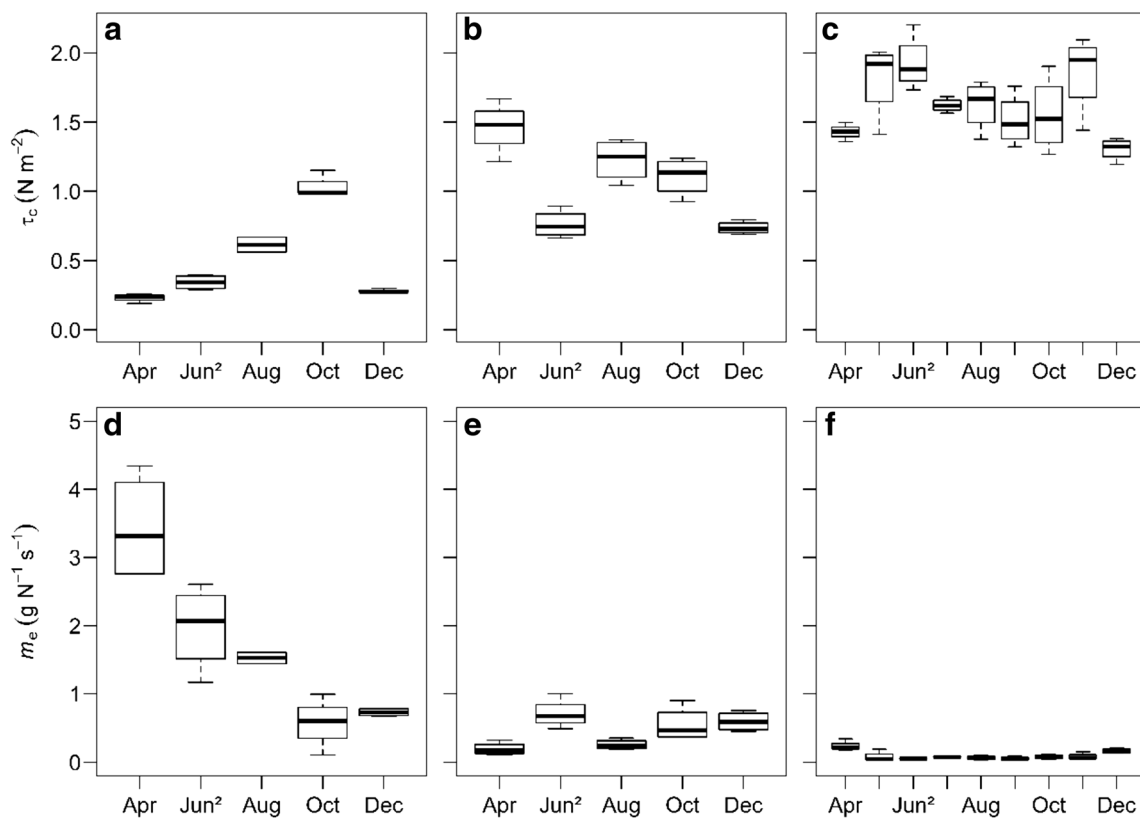 a
b
c
2.0
1.5
1.0
0.5
0.0
τc (N m−2)
Apr Jun² Aug Oct Dec
Apr Jun² Aug Oct Dec
Apr Jun² Aug Oct Dec
d
e
f
5
4
3
2
1
0
me (g N−1 s−1)
Apr Jun² Aug Oct Dec
Apr Jun² Aug Oct Dec
Apr Jun² Aug Oct Dec